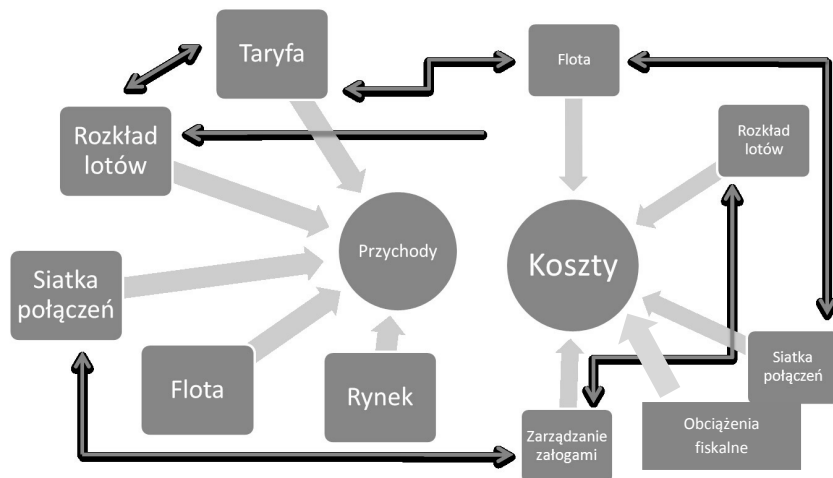 Taryfa
Rozkład
lotów
Siatka
połączeń
Flota
Rynek
Przychody
Flota
Rozkład
lotów
Koszty
Siatka
połączeń
Obciążenia
fiskalne
Zarządzanie
załogami